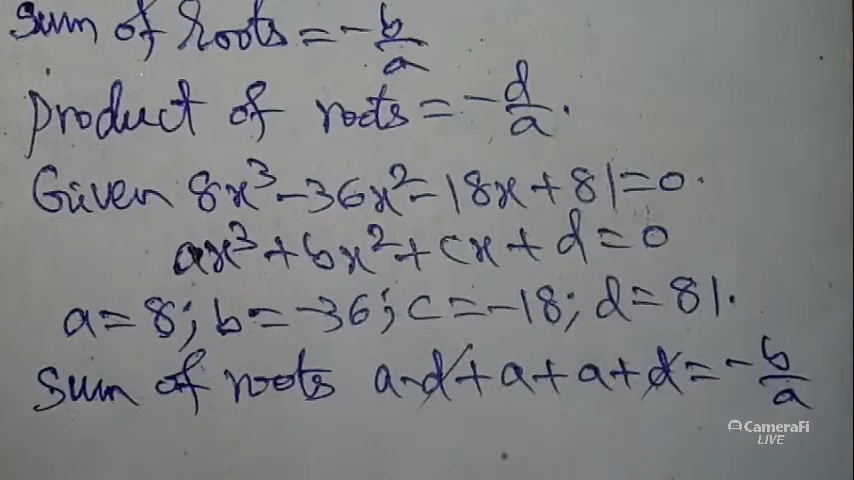 Sum of roots = -b/a
Product of roots = -d/a.
Given 8x³-36x²-18x+81=0.
ax³+bx²+cx+d=0
a=8; b=-36; c=-18; d=81.
Sum of roots a-d+a+a+d=-b/a
CameraFi
LIVE